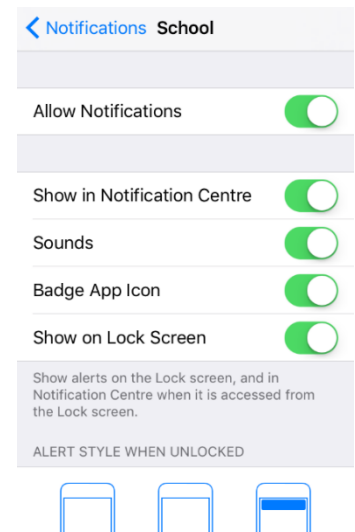 Notifications School
Allow Notifications
Show in Notification Centre
Sounds
Badge App Icon
Show on Lock Screen
Show alerts on the Lock screen, and in
Notification Centre when it is accessed from
the Lock screen.
ALERT STYLE WHEN UNLOCKED